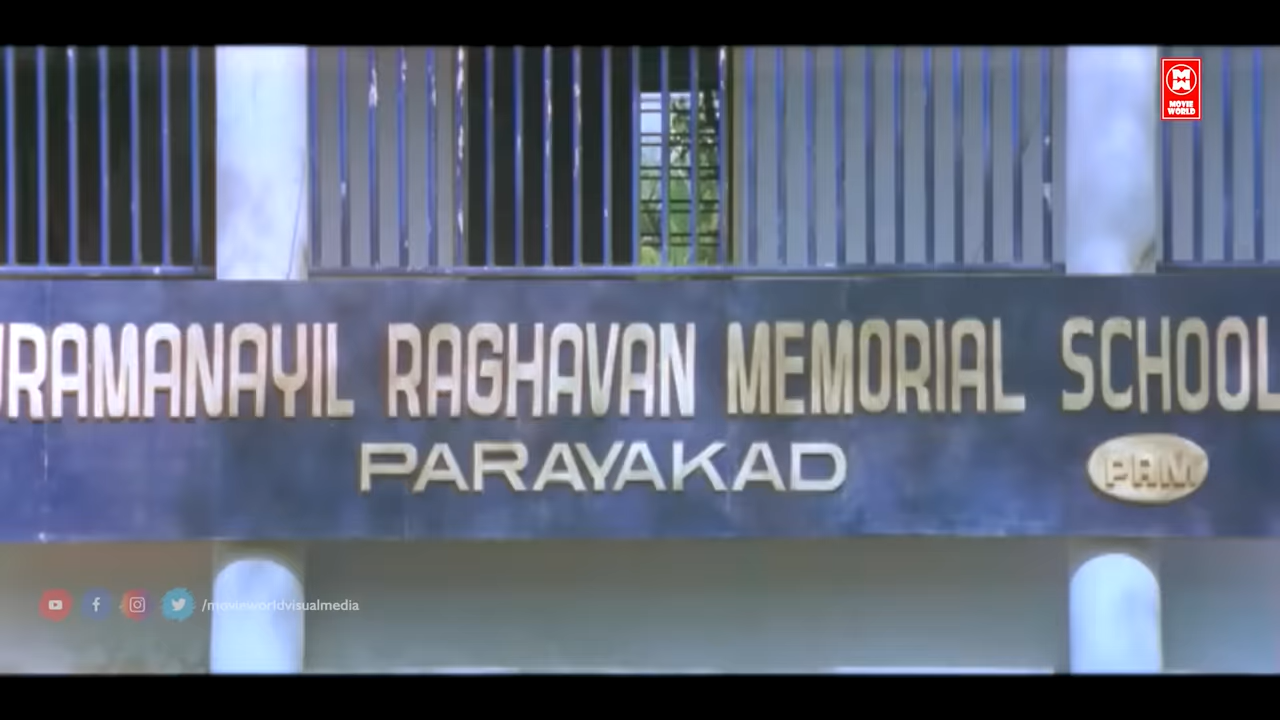 RAMANAYIL RAGHAVAN MEMORIAL SCHOOL
PARAYAKAD
PRM
MOVIE
WORLD
/movieworldvisualmedia